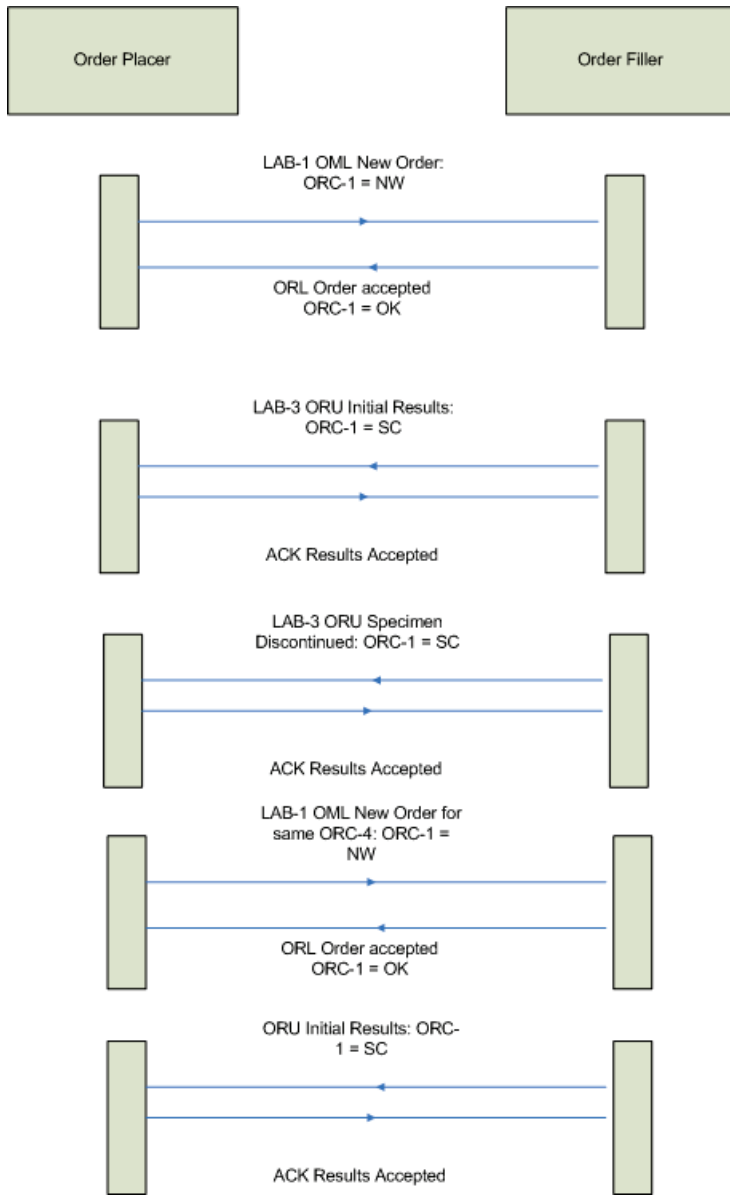 Order Placer
Order Filler
LAB-1 OML New Order:
ORC-1 = NW
ORL Order accepted
ORC-1 = OK
LAB-3 ORU Initial Results:
ORC-1 = SC
ACK Results Accepted
LAB-3 ORU Specimen
Discontinued: ORC-1 = SC
ACK Results Accepted
LAB-1 OML New Order for
same ORC-4: ORC-1 =
NW
ORL Order accepted
ORC-1 = OK
ORU Initial Results: ORC-
1 = SC
ACK Results Accepted